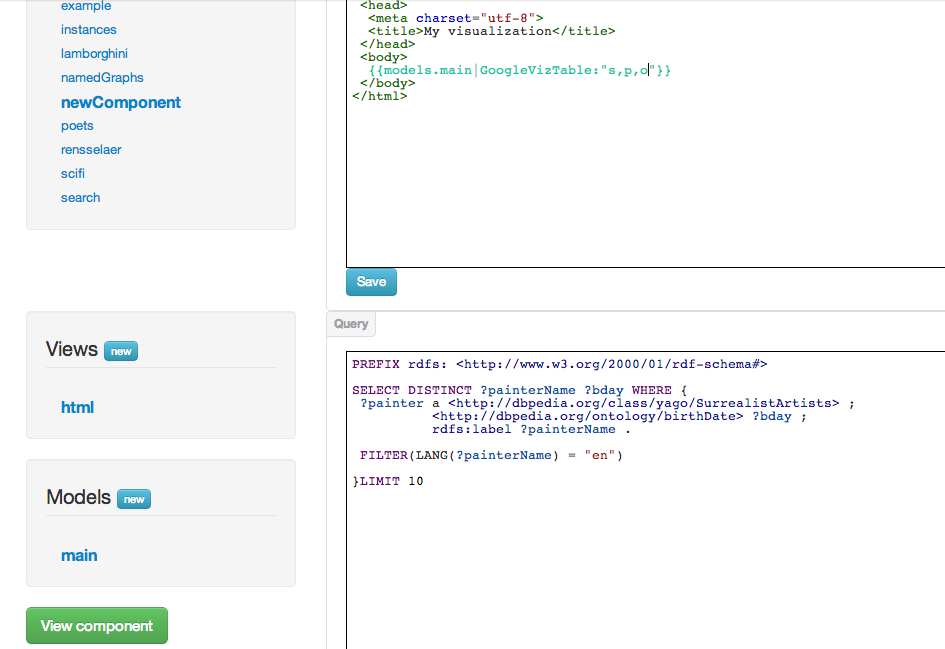 example
instances
lamborghini
namedGraphs
newComponent
poets
rensselaer
scifi
search
Views new
html
Models new
main
View component
<head>
<meta charset="utf-8">
<title>My visualization</title>
</head>
<body>
{{models.main|GoogleVizTable:"s,p,o"}}
</body>
</html>
Save
Query
PREFIX rdfs: <http://www.w3.org/2000/01/rdf-schema#>
SELECT DISTINCT ?painterName ?bday WHERE {
?painter a <http://dbpedia.org/class/yago/SurrealistArtists> ;
<http://dbpedia.org/ontology/birthDate> ?bday ;
rdfs:label ?painterName .
FILTER(LANG(?painterName) = "en")
}LIMIT 10